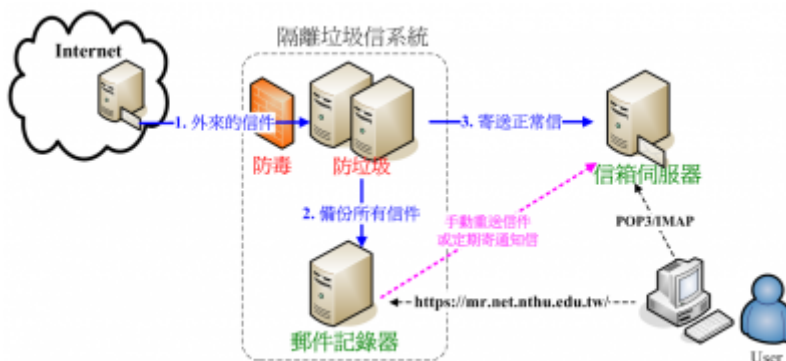 隔離垃圾信系統
Internet
1. 外來的信件
3. 寄送正常信
防毒
防垃圾
信箱伺服器
2. 備份所有信件
手動重送信件
或定期寄通知信
POP3/IMAP
https://mr.net.nthu.edu.tw/
郵件記錄器
User